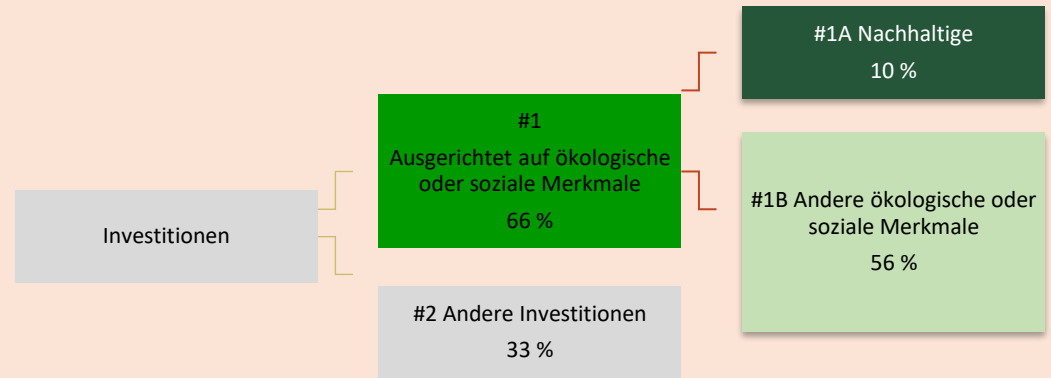 Investitionen
#1
Ausgerichtet auf ökologische
oder soziale Merkmale
66 %
#2 Andere Investitionen
33 %
#1A Nachhaltige
10 %
#1B Andere ökologische oder
soziale Merkmale
56 %